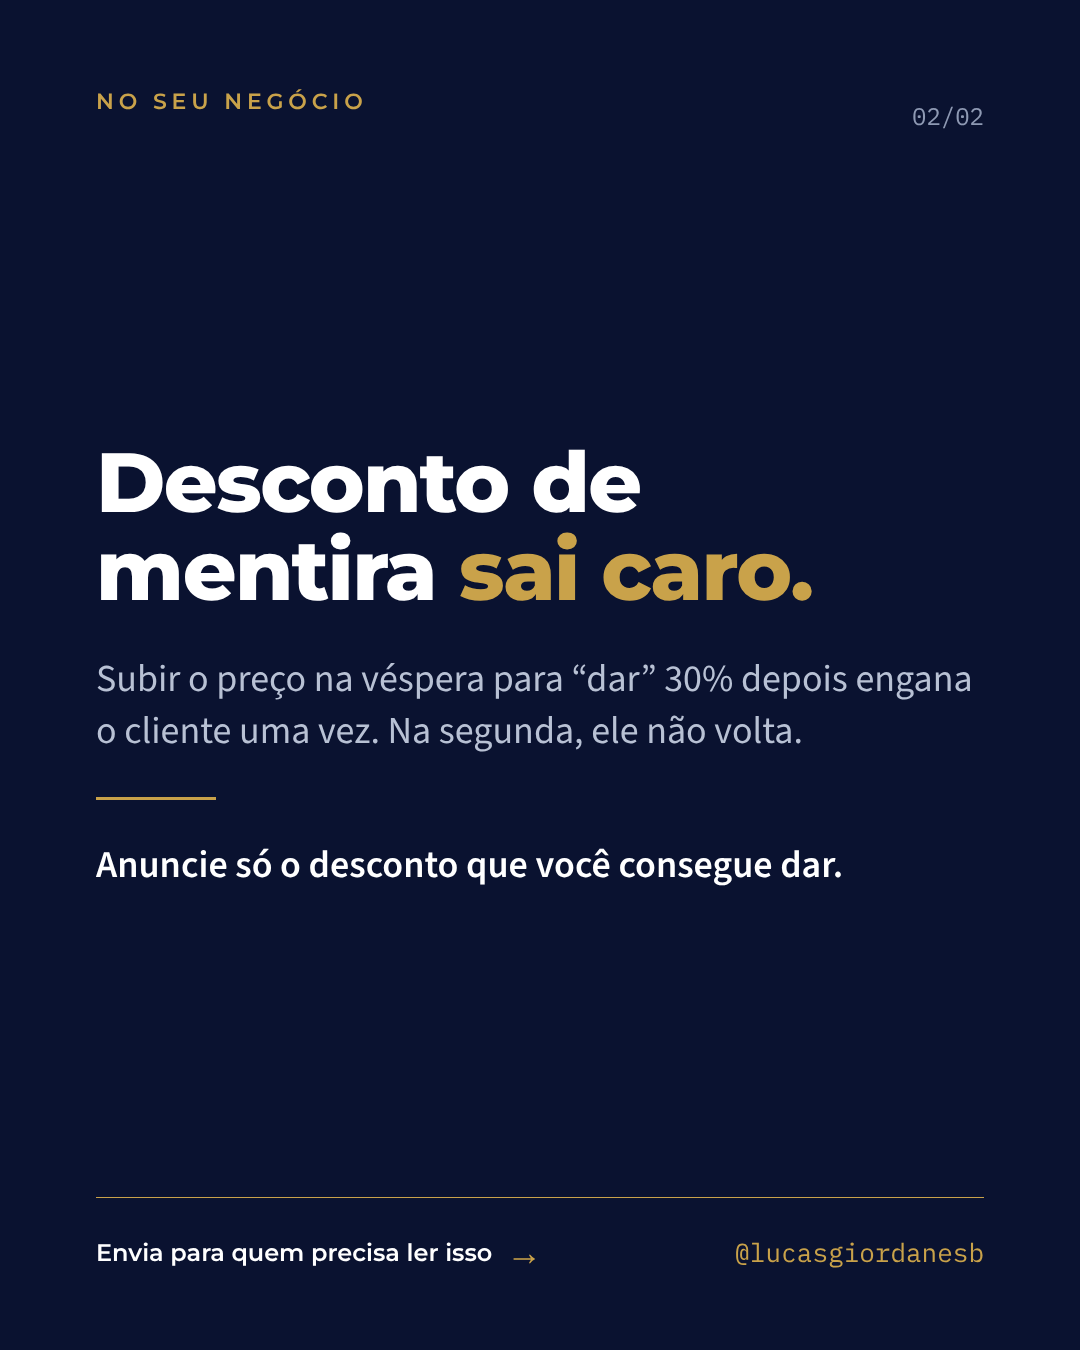 NO SEU NEGÓCIO
02/02
Desconto de
mentira sai caro.
Subir o preço na véspera para “dar” 30% depois engana
o cliente uma vez. Na segunda, ele não volta.
Anuncie só o desconto que você consegue dar.
Envia para quem precisa ler isso →
@lucasgiordanesb